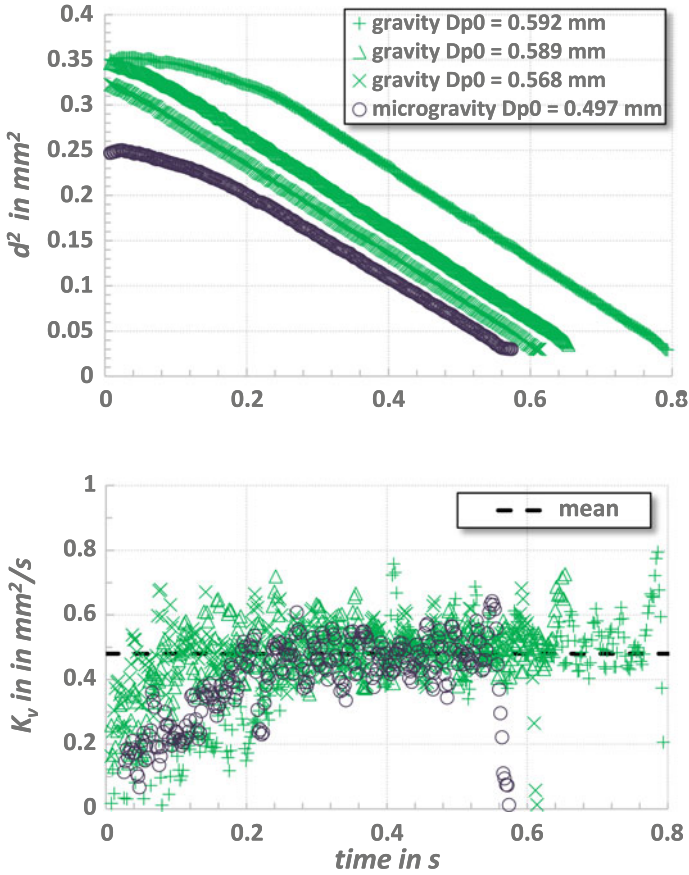 0.4
0.35
0.3
0.25
0.2
0.15
0.1
0.05
0
d² in mm²
+ gravity Dp0 = 0.592 mm
△ gravity Dp0 = 0.589 mm
× gravity Dp0 = 0.568 mm
○ microgravity Dp0 = 0.497 mm
0 0.2 0.4 0.6 0.8
1
0.8
0.6
0.4
0.2
0
Kv in in mm²/s
mean
0 0.2 0.4 0.6 0.8
time in s